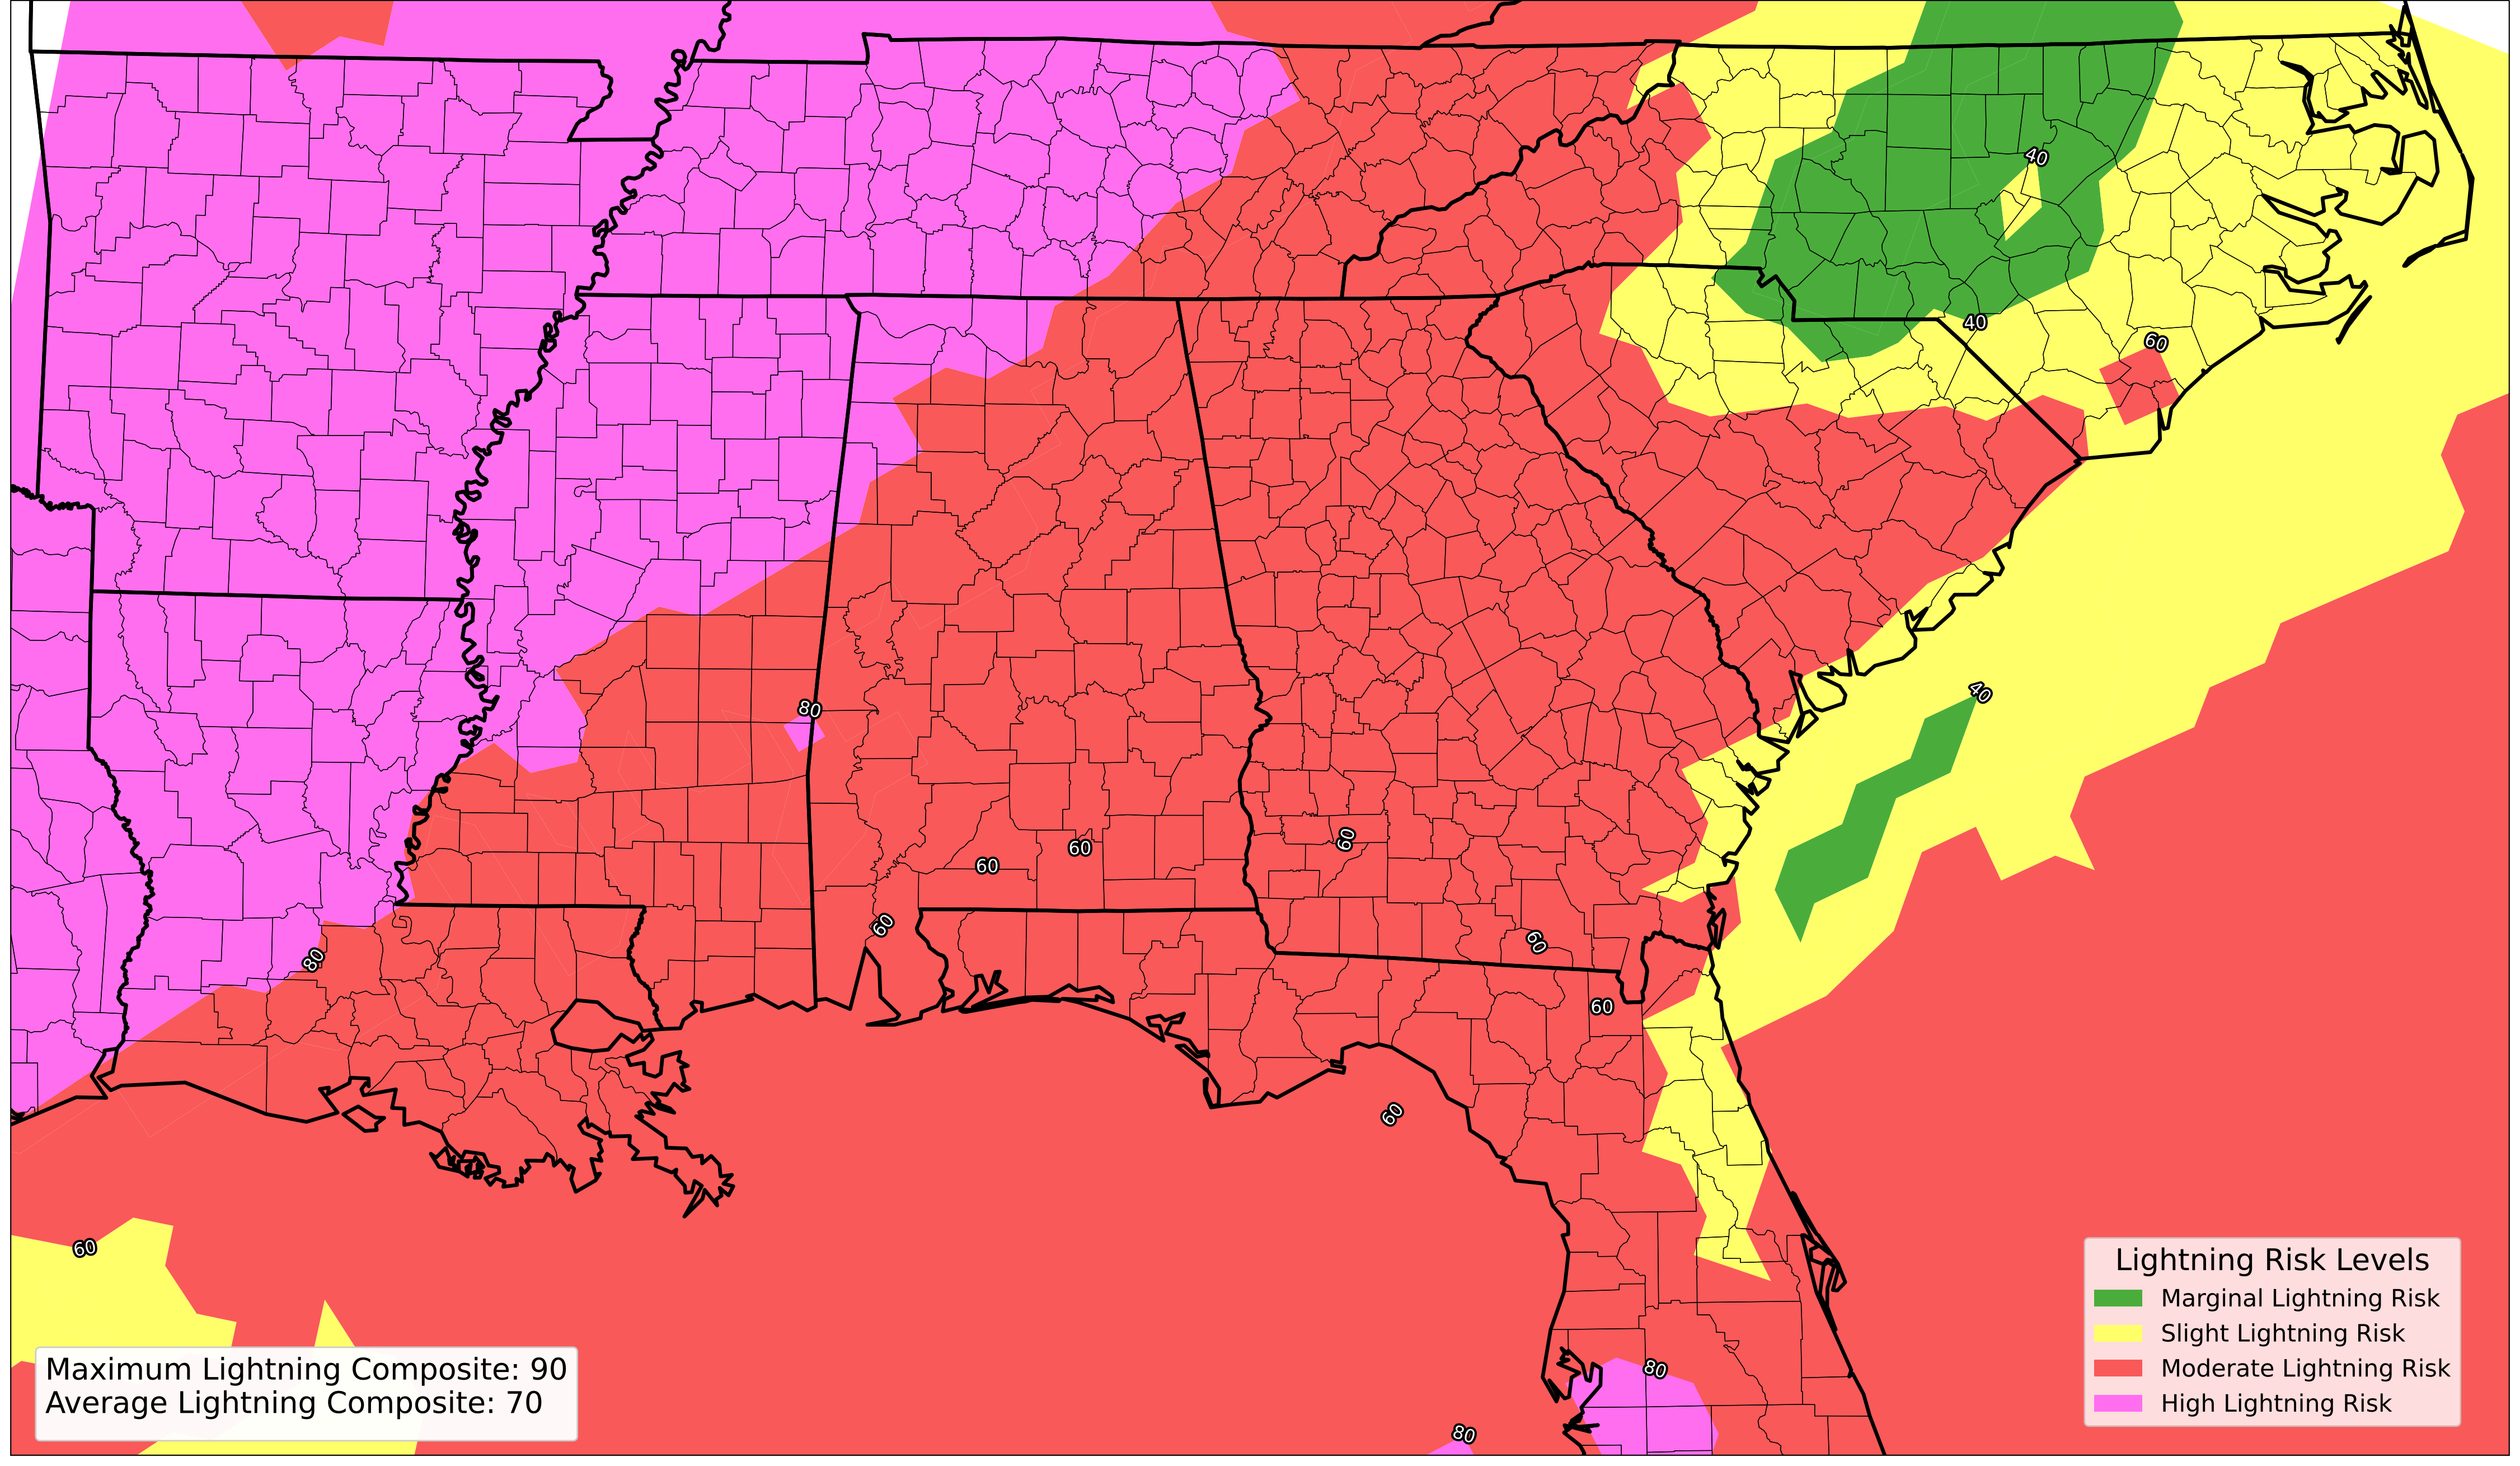 40
40
60
40
80
60
60
60
60
80
60
60
60
60
80
80
Maximum Lightning Composite: 90
Average Lightning Composite: 70
Lightning Risk Levels
Marginal Lightning Risk
Slight Lightning Risk
Moderate Lightning Risk
High Lightning Risk